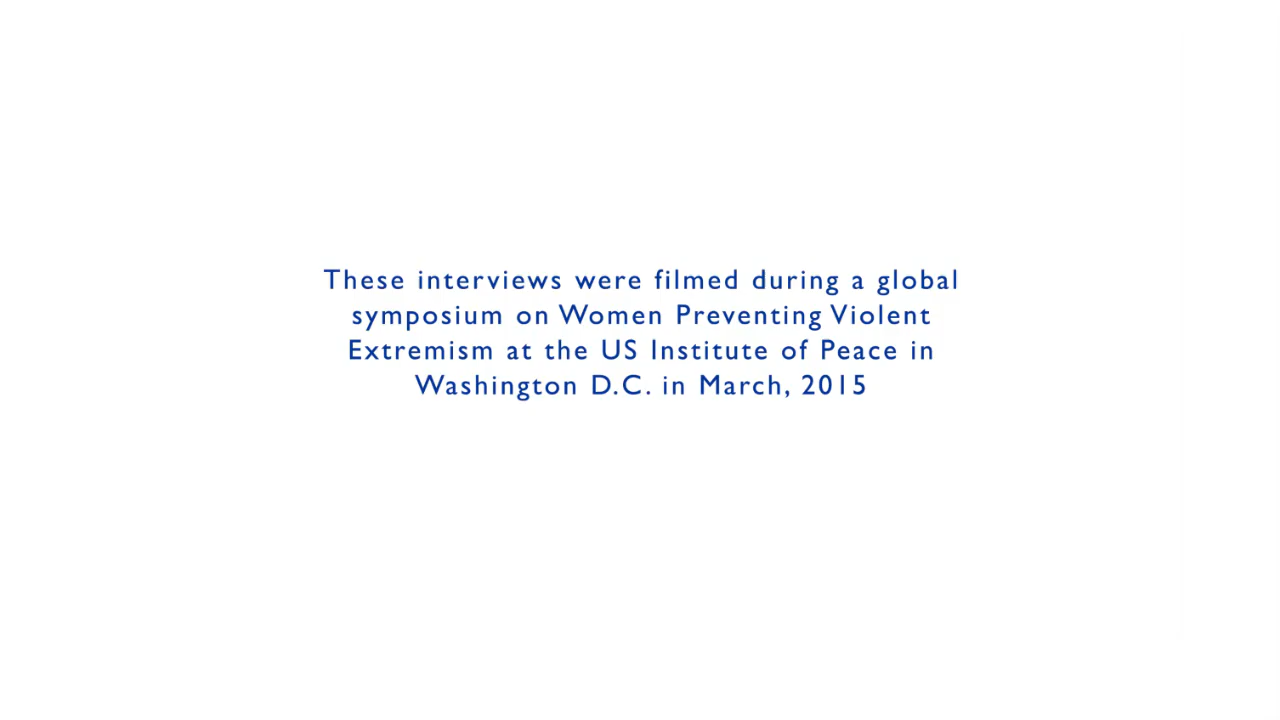 These interviews were filmed during a global
symposium on Women Preventing Violent
Extremism at the US Institute of Peace in
Washington D.C. in March, 2015